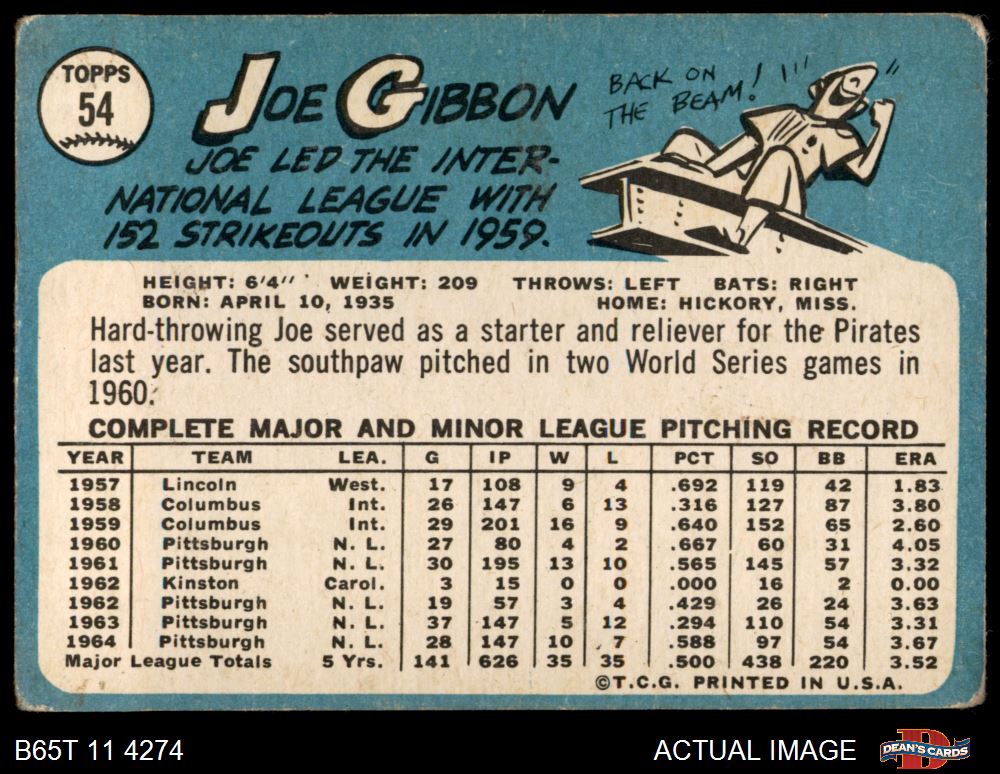 TOPPS
54
JOE GIBBON
BACK ON
THE BEAM! !!! "
JOE LED THE INTER-
NATIONAL LEAGUE WITH
152 STRIKEOUTS IN 1959.
HEIGHT: 6'4" WEIGHT: 209 THROWS: LEFT BATS: RIGHT
BORN: APRIL 10, 1935 HOME: HICKORY, MISS.
Hard-throwing Joe served as a starter and reliever for the Pirates
last year. The southpaw pitched in two World Series games in
1960.
COMPLETE MAJOR AND MINOR LEAGUE PITCHING RECORD
YEAR TEAM LEA. G IP W L PCT SO BB ERA
1957 Lincoln West. 17 108 9 4 .692 119 42 1.83
1958 Columbus Int. 26 147 6 13 .316 127 87 3.80
1959 Columbus Int. 29 201 16 9 .640 152 65 2.60
1960 Pittsburgh N. L. 27 80 4 2 .667 60 31 4.05
1961 Pittsburgh N. L. 30 195 13 10 .565 145 57 3.32
1962 Kinston Carol. 3 15 0 0 .000 16 2 0.00
1962 Pittsburgh N. L. 19 57 3 4 .429 26 24 3.63
1963 Pittsburgh N. L. 37 147 5 12 .294 110 54 3.31
1964 Pittsburgh N. L. 28 147 10 7 .588 97 54 3.67
Major League Totals 5 Yrs. 141 626 35 35 .500 438 220 3.52
©T.C.G. PRINTED IN U.S.A.
B65T 11 4274 ACTUAL IMAGE DEAN'S CARDS